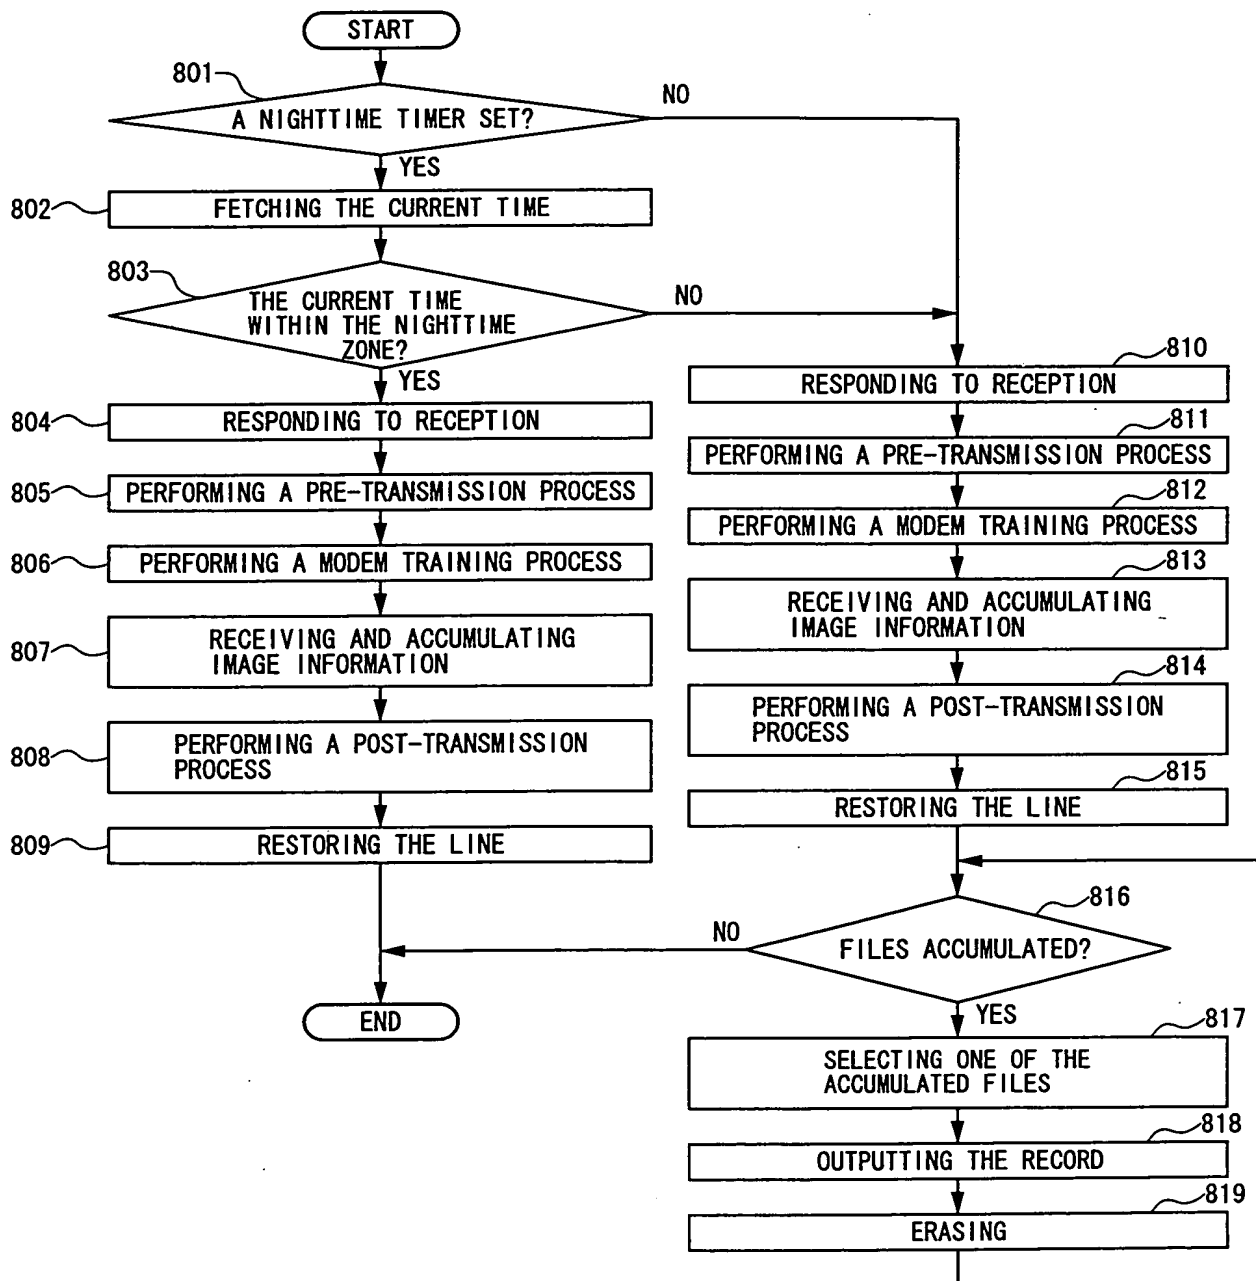 START
801
A NIGHTTIME TIMER SET?
NO
YES
802
FETCHING THE CURRENT TIME
803
THE CURRENT TIME
WITHIN THE NIGHTTIME
ZONE?
NO
YES
804
RESPONDING TO RECEPTION
805
PERFORMING A PRE-TRANSMISSION PROCESS
806
PERFORMING A MODEM TRAINING PROCESS
807
RECEIVING AND ACCUMULATING
IMAGE INFORMATION
808
PERFORMING A POST-TRANSMISSION
PROCESS
809
RESTORING THE LINE
END
810
RESPONDING TO RECEPTION
811
PERFORMING A PRE-TRANSMISSION PROCESS
812
PERFORMING A MODEM TRAINING PROCESS
813
RECEIVING AND ACCUMULATING
IMAGE INFORMATION
814
PERFORMING A POST-TRANSMISSION
PROCESS
815
RESTORING THE LINE
816
FILES ACCUMULATED?
NO
YES
817
SELECTING ONE OF THE
ACCUMULATED FILES
818
OUTPUTTING THE RECORD
819
ERASING